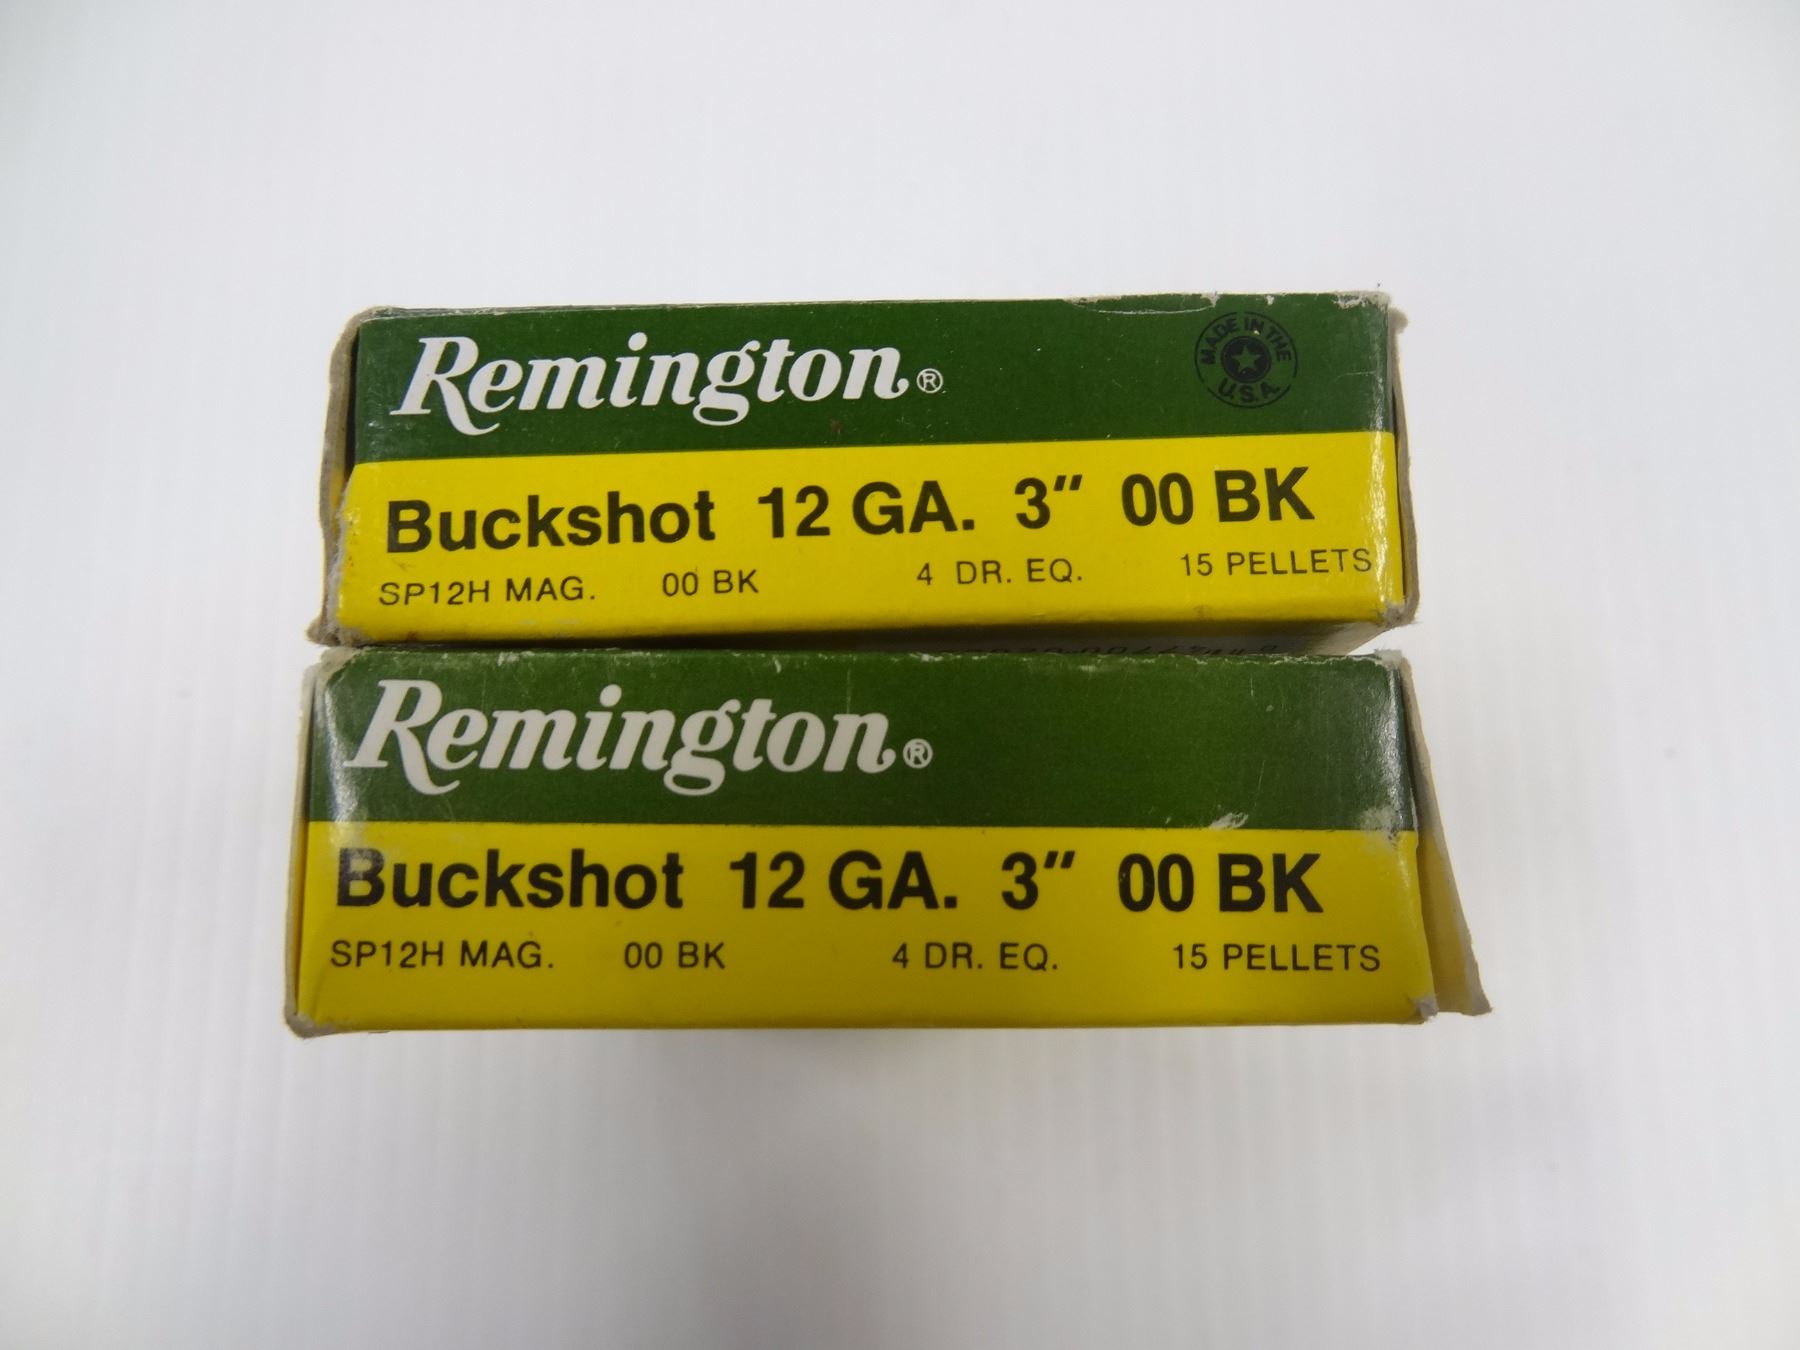 Remington®
MADE IN THE
U.S.A.
Buckshot 12 GA. 3" 00 BK
SP12H MAG. 00 BK 4 DR. EQ. 15 PELLETS
Remington®
Buckshot 12 GA. 3" 00 BK
SP12H MAG. 00 BK 4 DR. EQ. 15 PELLETS